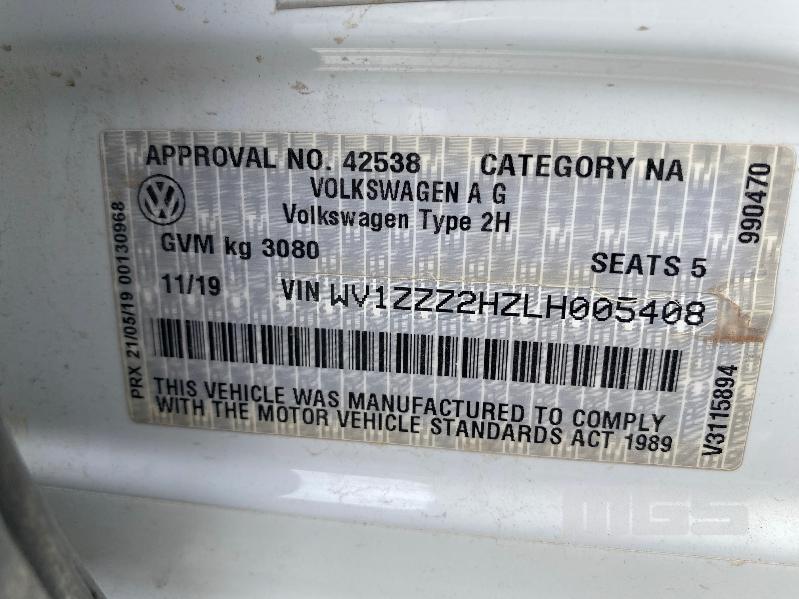 APPROVAL NO. 42538 CATEGORY NA
VOLKSWAGEN A G
Volkswagen Type 2H
GVM kg 3080
SEATS 5
11/19 VIN WV1ZZZ2HZLH005408
THIS VEHICLE WAS MANUFACTURED TO COMPLY
WITH THE MOTOR VEHICLE STANDARDS ACT 1989
PRX 21/05/19 00130968
990470
V3115894
MGS